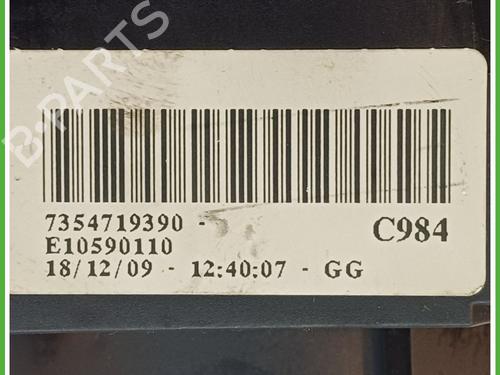 B-PARTS
7354719390 -
E10590110
C984
18/12/09 - 12:40:07 - GG